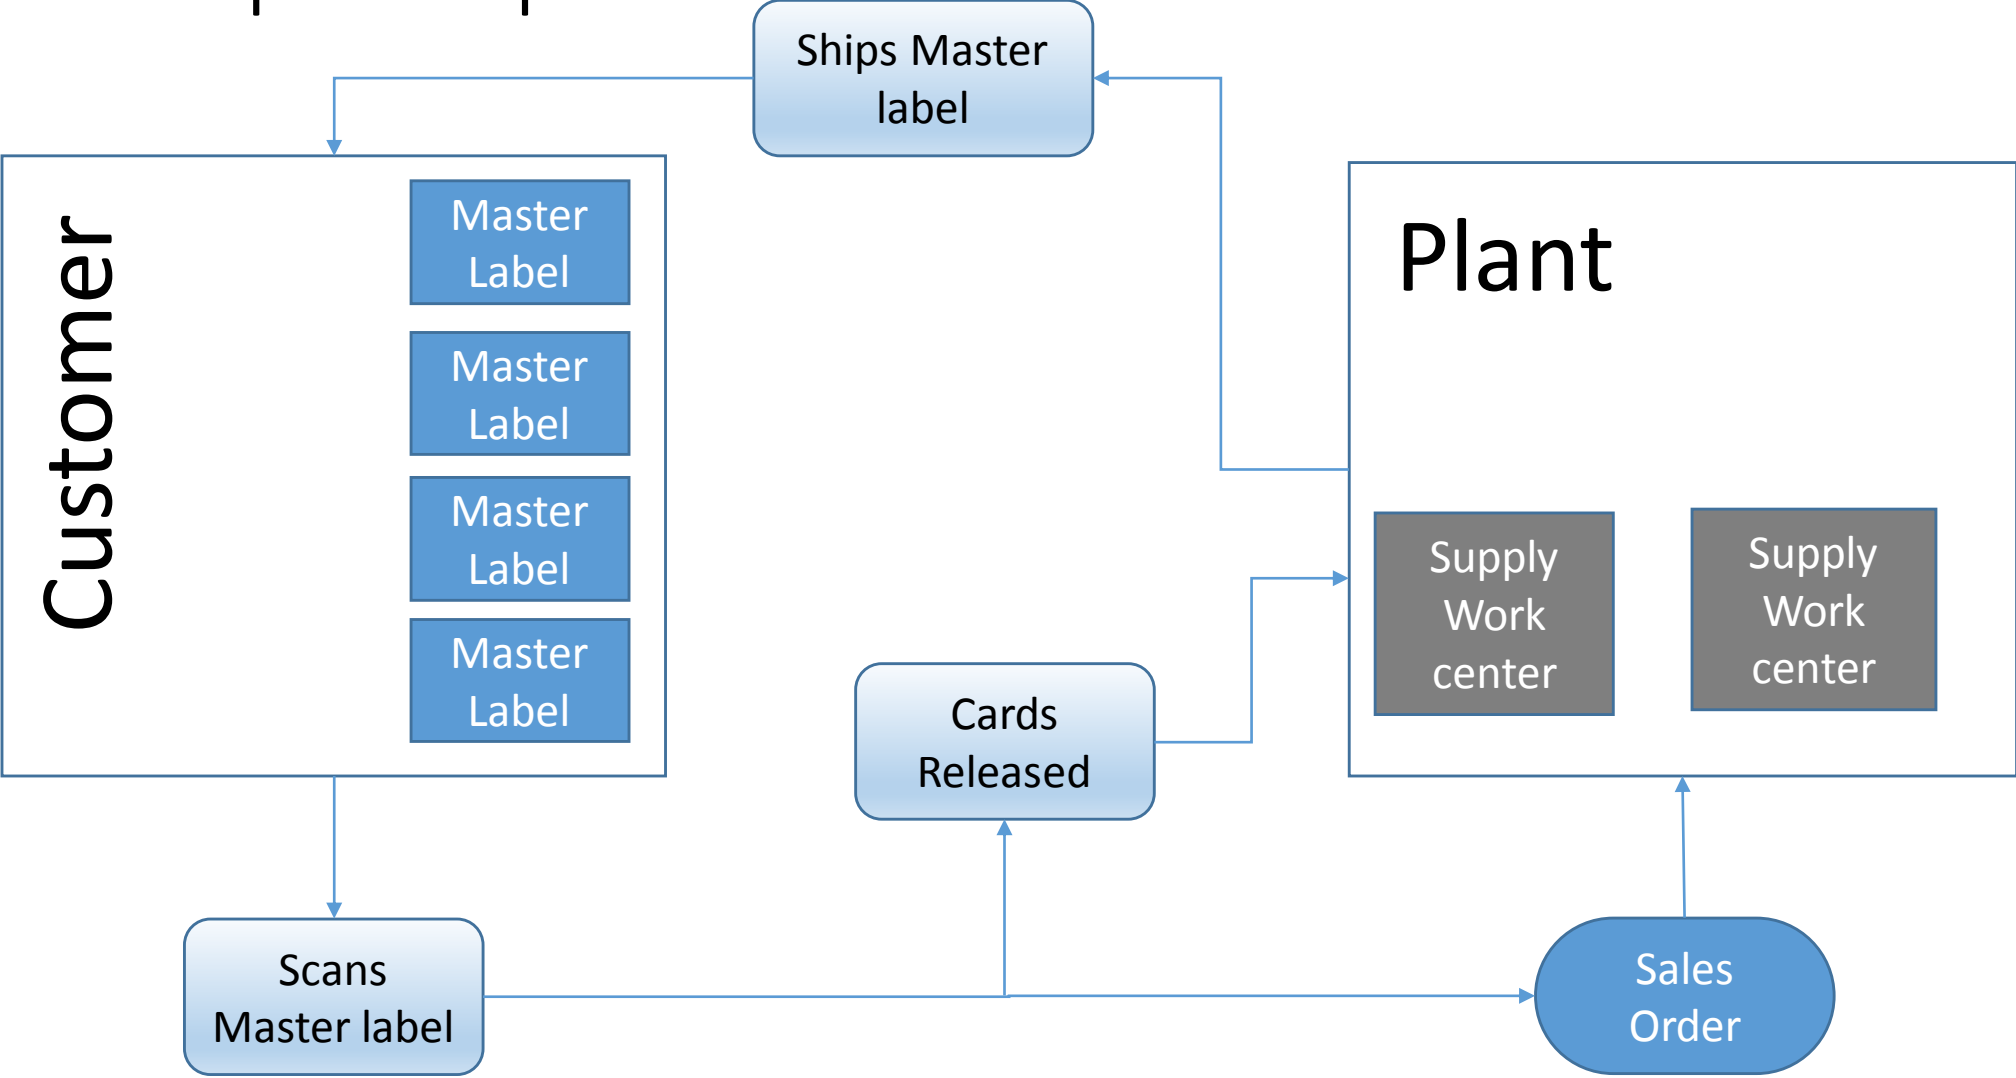 Ships Master
label
Customer
Master
Label
Master
Label
Master
Label
Master
Label
Plant
Supply
Work
center
Supply
Work
center
Cards
Released
Scans
Master label
Sales
Order